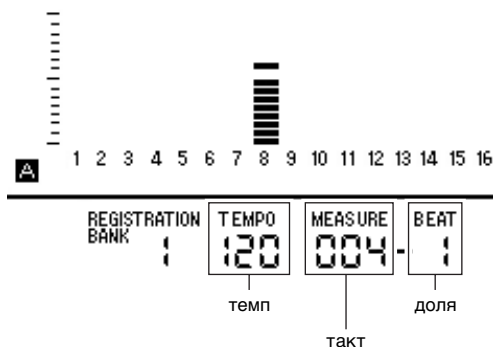 A 1 2 3 4 5 6 7 8 9 10 11 12 13 14 15 16
REGISTRATION TEMPO MEASURE BEAT
BANK 1 120 004 - 1
темп доля
такт